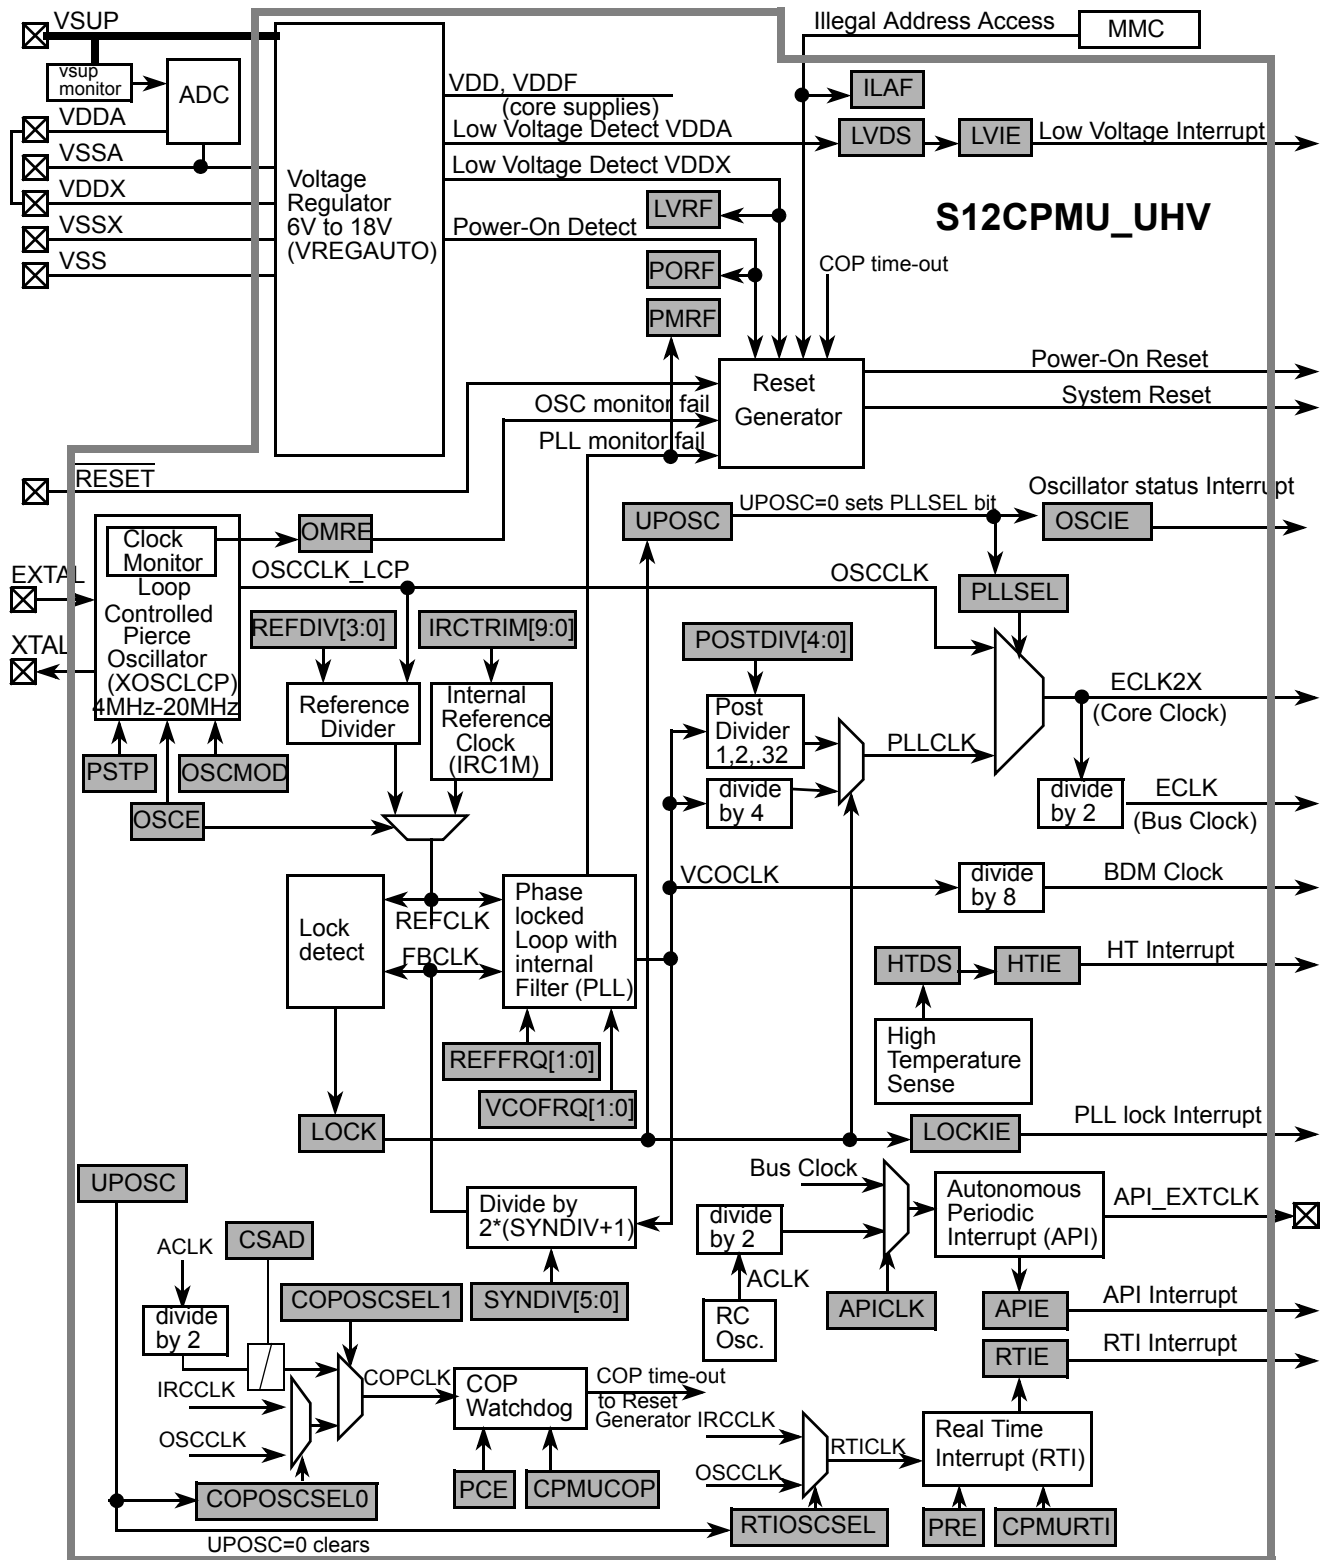 VSUP
vsup
monitor
ADC
VDDA
VSSA
VDDX
VSSX
VSS
Voltage
Regulator
6V to 18V
(VREGAUTO)
VDD, VDDF
(core supplies)
Low Voltage Detect VDDA
Low Voltage Detect VDDX
Power-On Detect
Illegal Address Access
MMC
ILAF
LVDS
LVIE
Low Voltage Interrupt
S12CPMU_UHV
LVRF
PORF
PMRF
COP time-out
Reset
Generator
Power-On Reset
System Reset
OSC monitor fail
PLL monitor fail
RESET
UPOSC
UPOSC=0 sets PLLSEL bit
Oscillator status Interrupt
OSCIE
Clock
Monitor
Loop
Controlled
Pierce
Oscillator
(XOSCLCP)
4MHz-20MHz
OMRE
EXTAL
XTAL
OSCCLK_LCP
OSCCLK
PLLSEL
REFDIV[3:0]
IRCTRIM[9:0]
POSTDIV[4:0]
Reference
Divider
Internal
Reference
Clock
(IRC1M)
Post
Divider
1,2,.32
PLLCLK
ECLK2X
(Core Clock)
PSTP
OSCMOD
OSCE
divide
by 4
divide
by 2
ECLK
(Bus Clock)
VCOCLK
divide
by 8
BDM Clock
Lock
detect
REFCLK
FBCLK
Phase
locked
Loop with
internal
Filter (PLL)
HTDS
HTIE
HT Interrupt
High
Temperature
Sense
REFFRQ[1:0]
VCOFRQ[1:0]
LOCK
LOCKIE
PLL lock Interrupt
UPOSC
Divide by
2*(SYNDIV+1)
SYNDIV[5:0]
Bus Clock
divide
by 2
ACLK
RC
Osc.
APICLK
Autonomous
Periodic
Interrupt (API)
API_EXTCLK
APIE
API Interrupt
RTIE
RTI Interrupt
ACLK
CSAD
divide
by 2
COPOSCSEL1
IRCCLK
OSCCLK
COPCLK
COP
Watchdog
COP time-out
to Reset
Generator
COPOSCSEL0
PCE
CPMUCOP
IRCCLK
OSCCLK
RTICLK
Real Time
Interrupt (RTI)
RTIOSCSEL
PRE
CPMURTI
UPOSC=0 clears